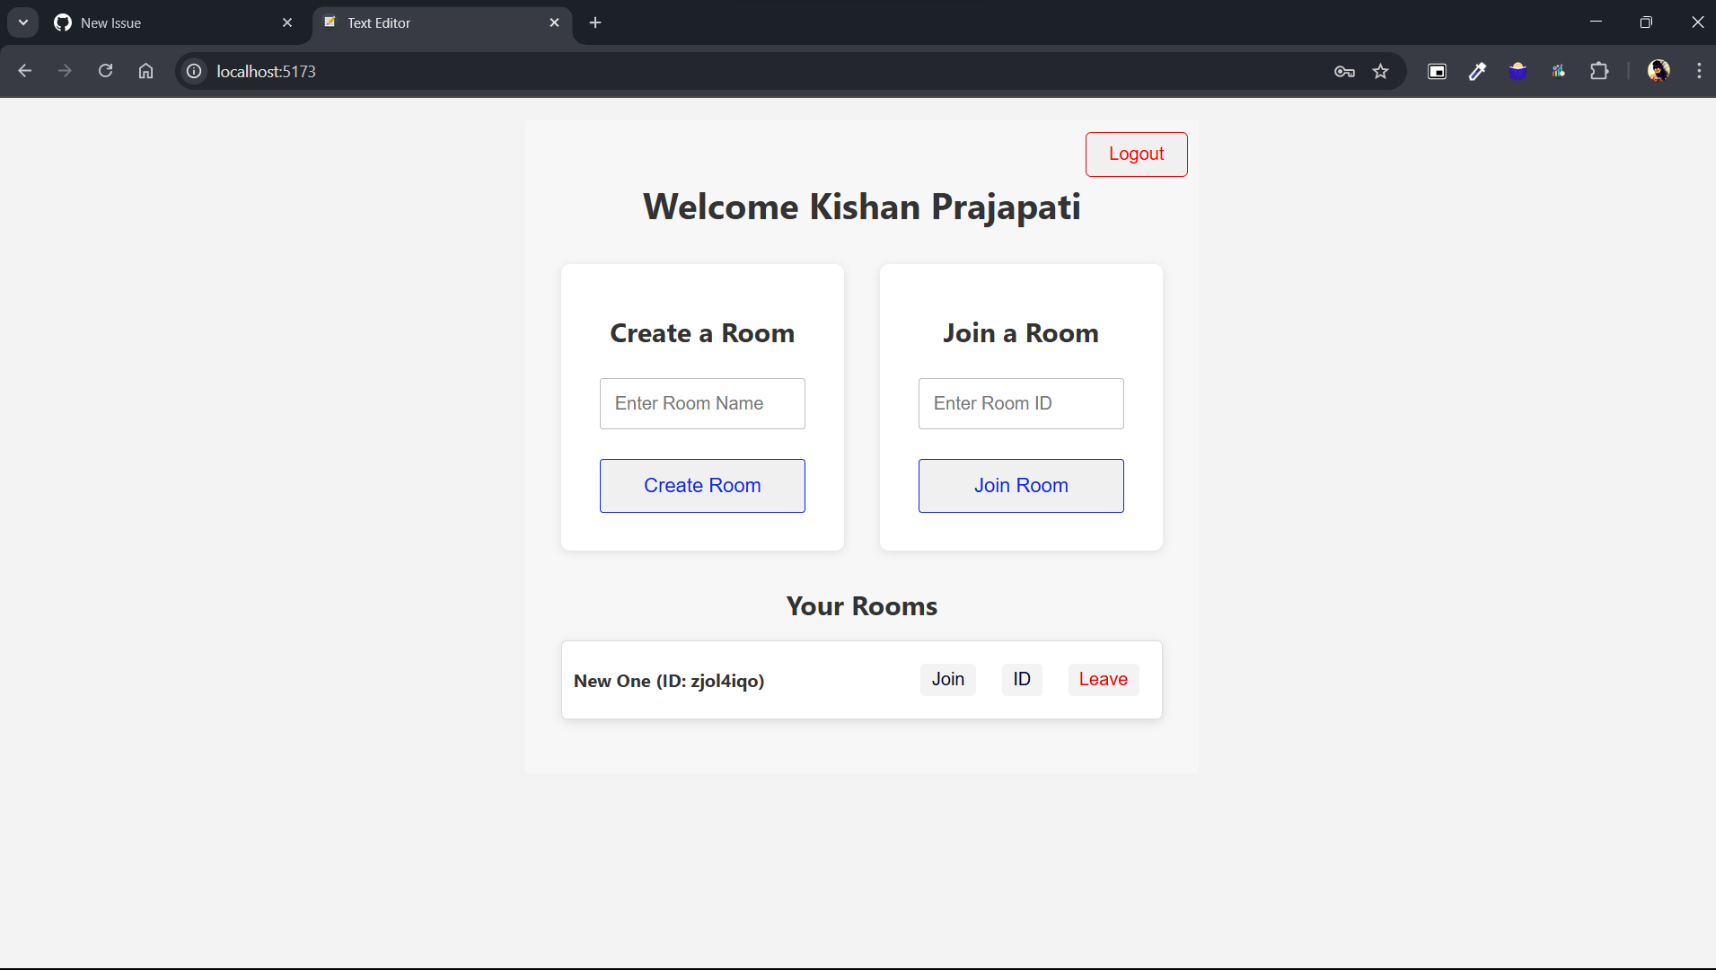 New Issue
Text Editor
localhost:5173
Logout
Welcome Kishan Prajapati
Create a Room
Join a Room
Enter Room Name
Enter Room ID
Create Room
Join Room
Your Rooms
New One (ID: zjol4iqo)
Join
ID
Leave